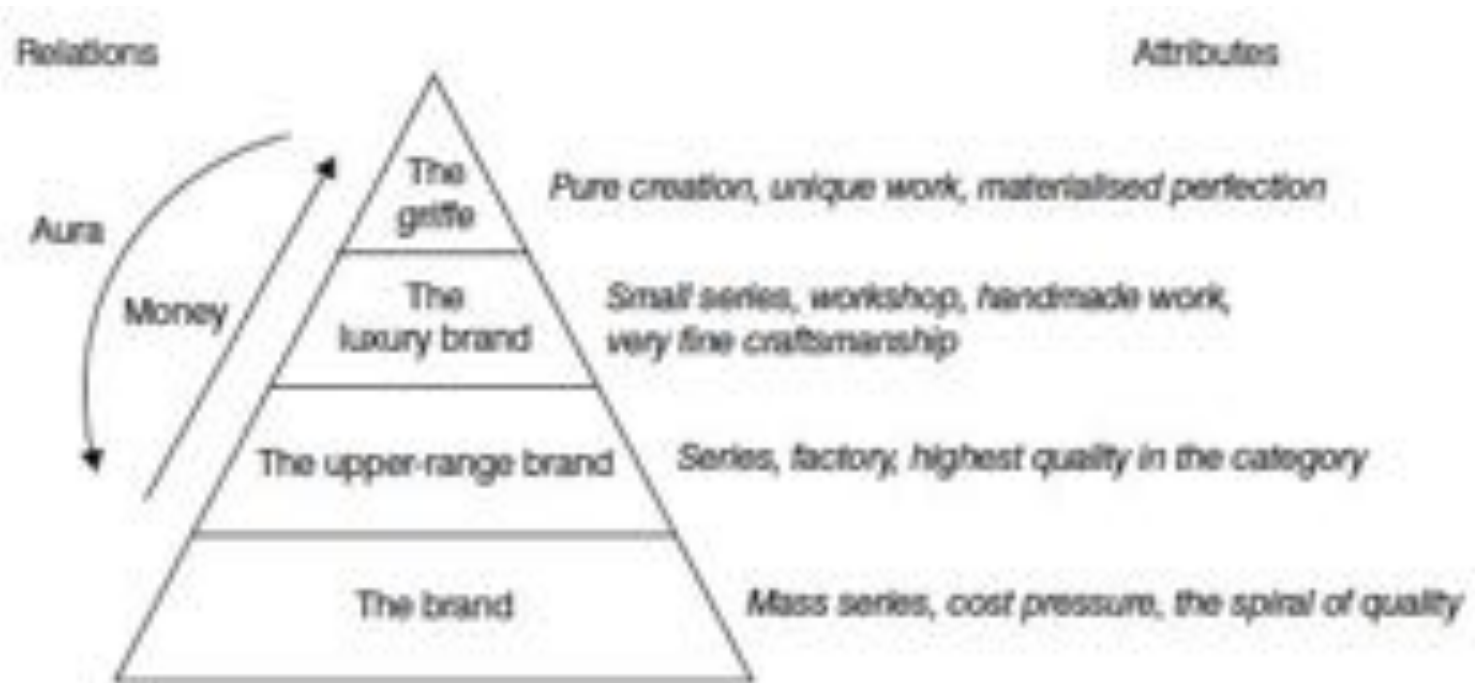 Relations
Attributes
The
griffe
Pure creation, unique work, materialised perfection
Aura
Money
The
luxury brand
Small series, workshop, handmade work,
very fine craftsmanship
The upper-range brand
Series, factory, highest quality in the category
The brand
Mass series, cost pressure, the spiral of quality